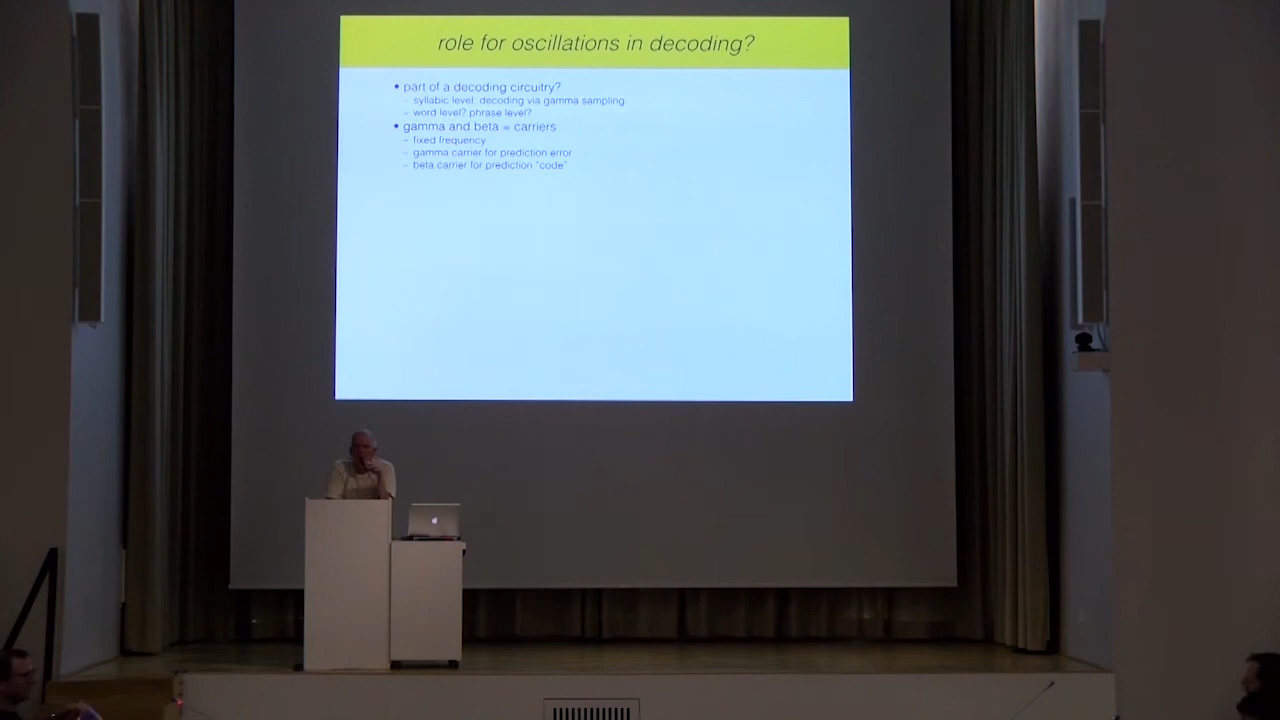 role for oscillations in decoding?
• part of a decoding circuitry?
– syllabic level: decoding via gamma sampling
– word level? phrase level?
• gamma and beta = carriers
– fixed frequency
– gamma carrier for prediction error
– beta carrier for prediction "code"